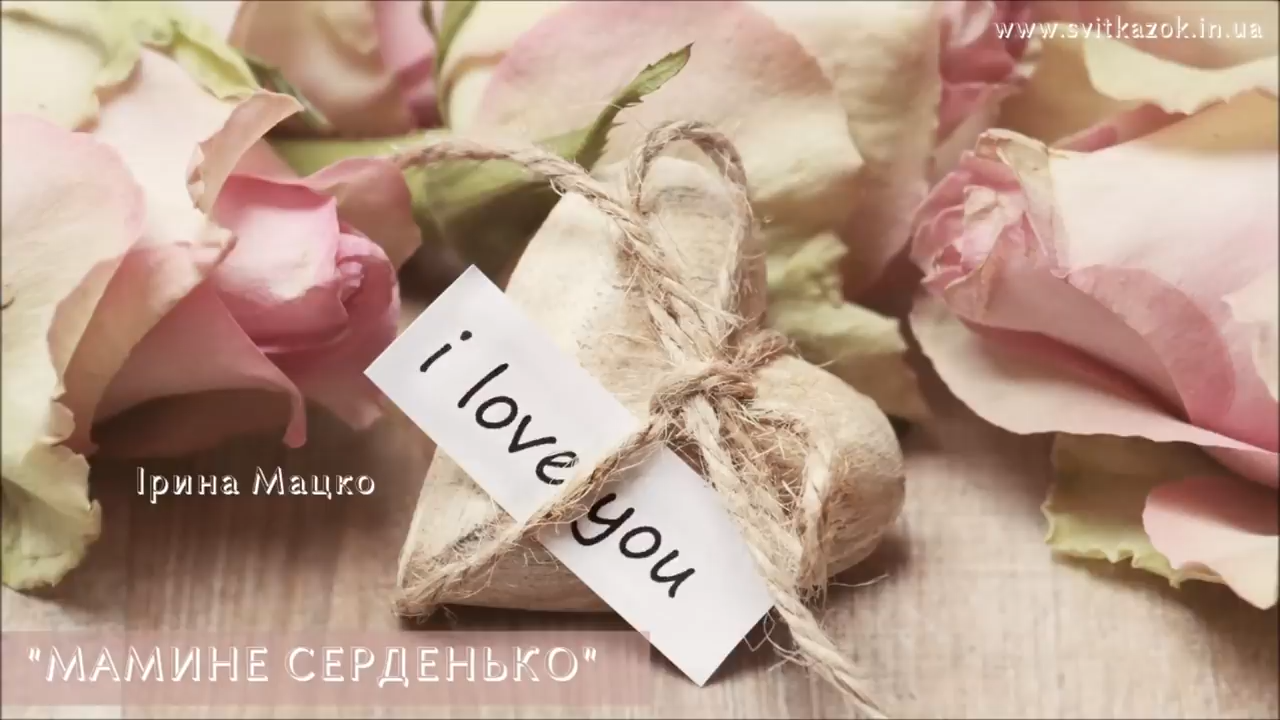 www.svitkazok.in.ua
i love you
Ірина Мацко
"МАМИНЕ СЕРДЕНЬКО"